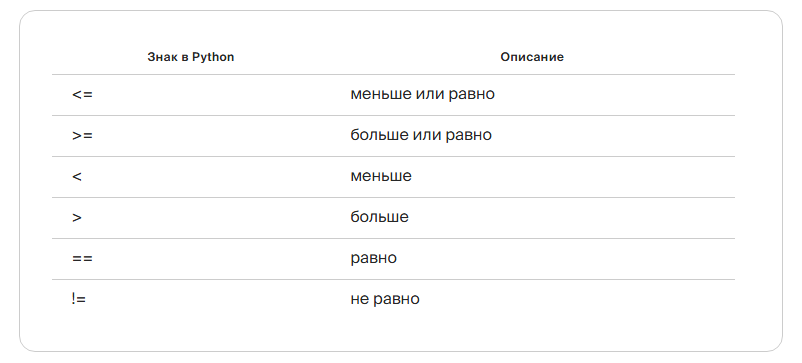 Знак в Python Описание
<= меньше или равно
>= больше или равно
< меньше
> больше
== равно
!= не равно